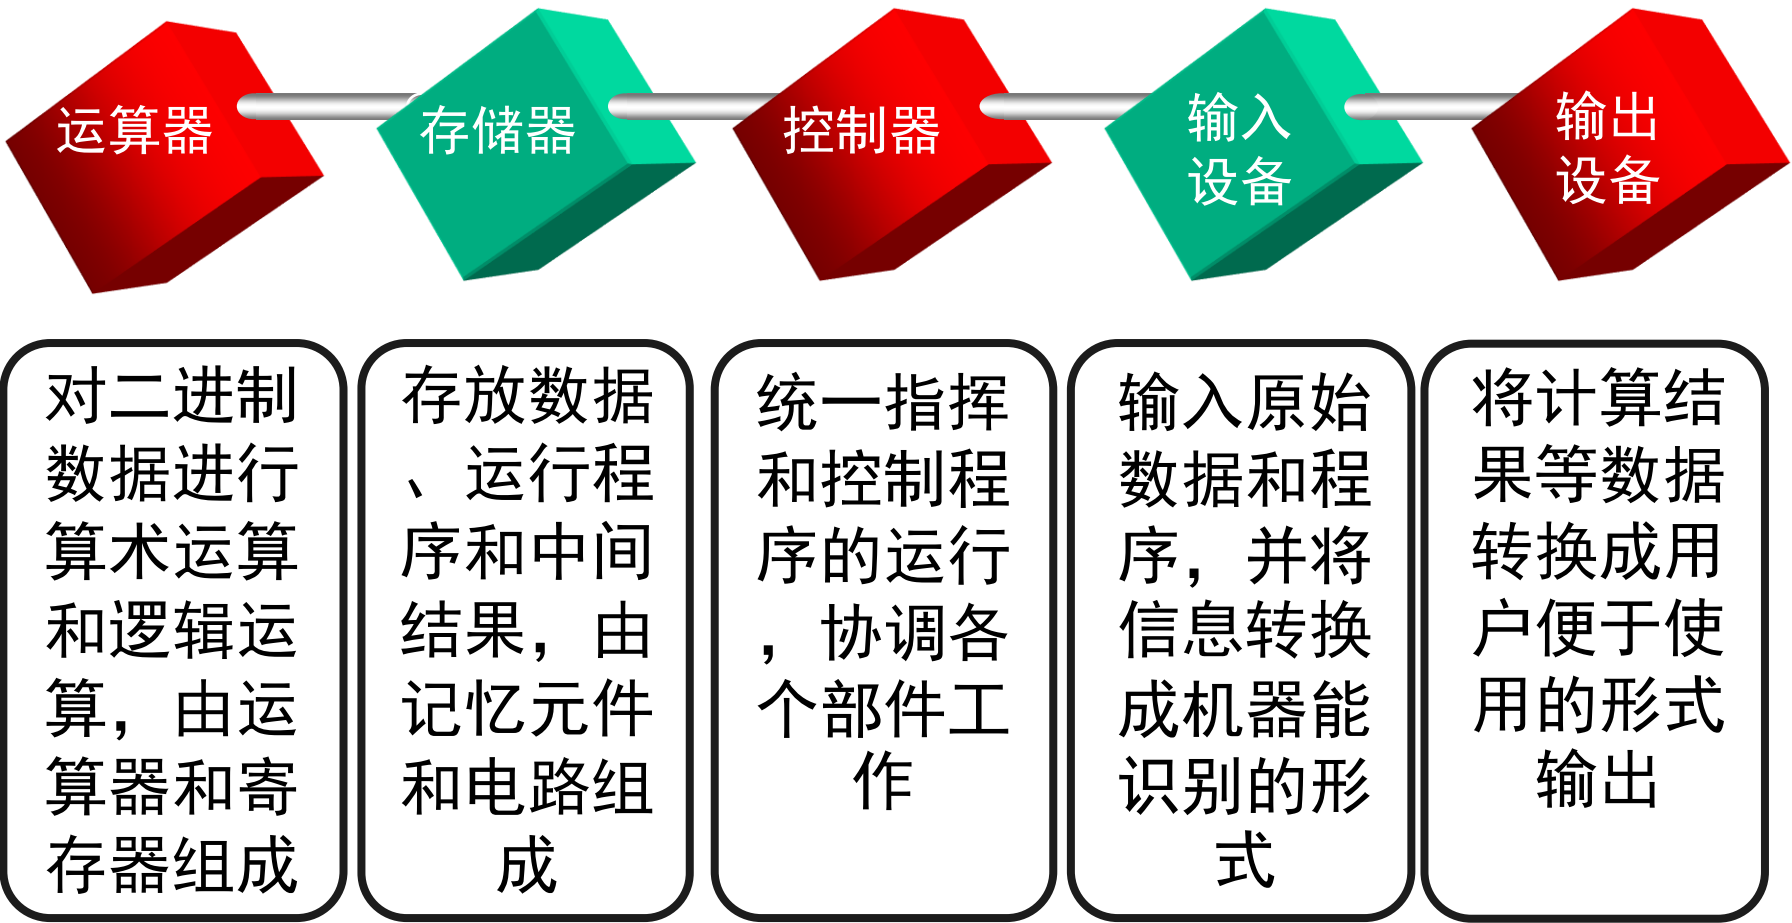 运算器
存储器
控制器
输入
设备
输出
设备
对二进制
数据进行
算术运算
和逻辑运
算，由运
算器和寄
存器组成
存放数据
、运行程
序和中间
结果，由
记忆元件
和电路组
成
统一指挥
和控制程
序的运行
，协调各
个部件工
作
输入原始
数据和程
序，并将
信息转换
成机器能
识别的形
式
将计算结
果等数据
转换成用
户便于使
用的形式
输出